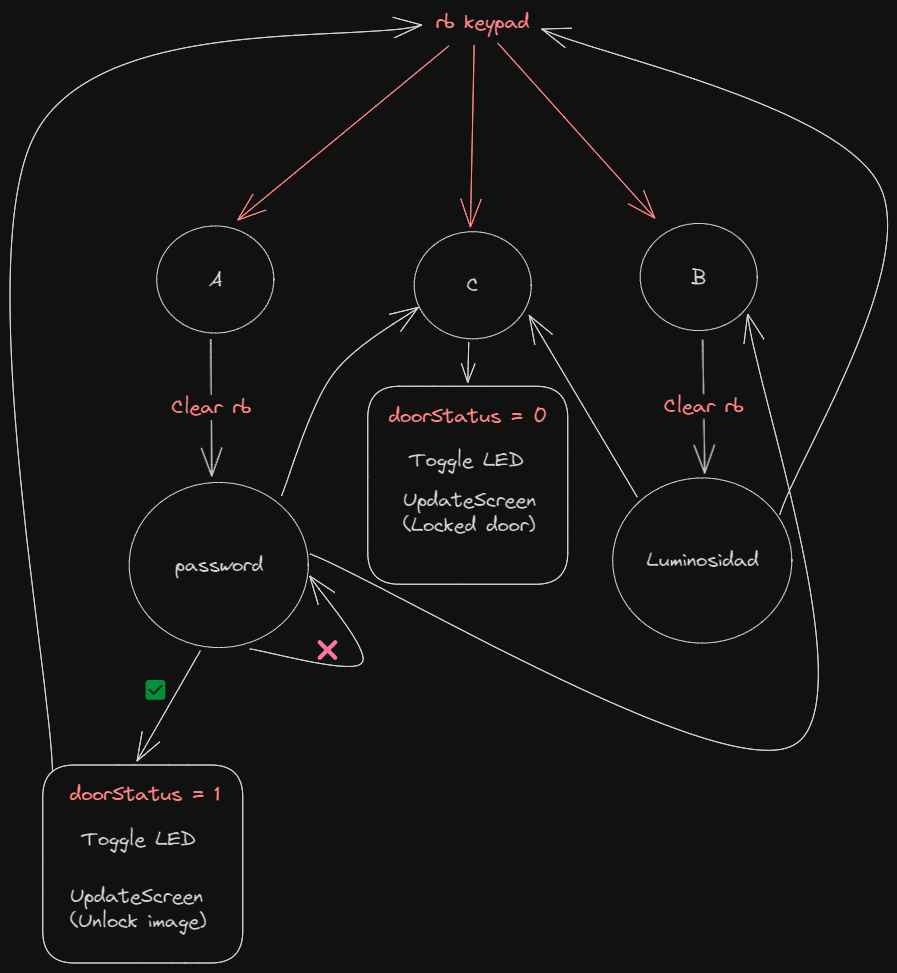 rb keypad
A
C
B
Clear rb
Clear rb
doorStatus = 0
Toggle LED
UpdateScreen
(Locked door)
password
Luminosidad
doorStatus = 1
Toggle LED
UpdateScreen
(Unlock image)